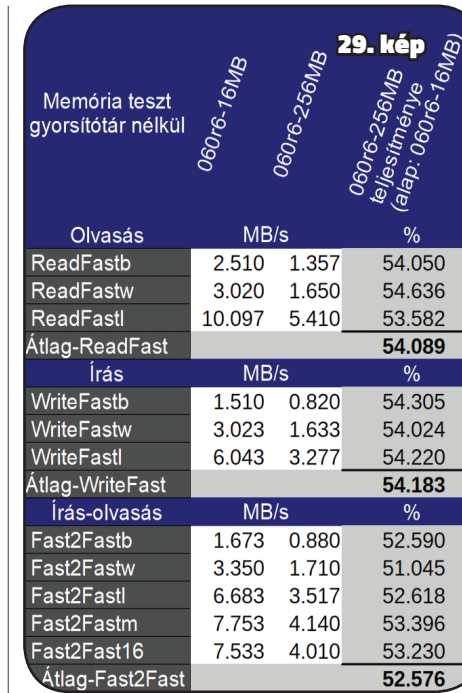 29. kép
Memória teszt
gyorsítótár nélkül
060r6-16MB
060r6-256MB
060r6-256MB
teljesítménye
(alap: 060r6-16MB)
Olvasás MB/s %
ReadFastb 2.510 1.357 54.050
ReadFastw 3.020 1.650 54.636
ReadFastl 10.097 5.410 53.582
Átlag-ReadFast 54.089
Írás MB/s %
WriteFastb 1.510 0.820 54.305
WriteFastw 3.023 1.633 54.024
WriteFastl 6.043 3.277 54.220
Átlag-WriteFast 54.183
Írás-olvasás MB/s %
Fast2Fastb 1.673 0.880 52.590
Fast2Fastw 3.350 1.710 51.045
Fast2Fastl 6.683 3.517 52.618
Fast2Fastm 7.753 4.140 53.396
Fast2Fast16 7.533 4.010 53.230
Átlag-Fast2Fast 52.576